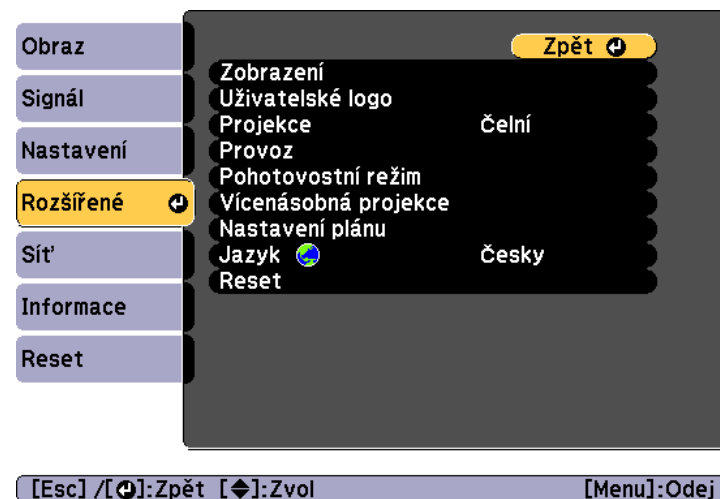 Obraz
Signál
Nastavení
Rozšířené
Síť
Informace
Reset
Zpět
Zobrazení
Uživatelské logo
Projekce Čelní
Provoz
Pohotovostní režim
Vícenásobná projekce
Nastavení plánu
Jazyk Česky
Reset
[Esc] /[ ]:Zpět [ ]:Zvol [Menu]:Odej